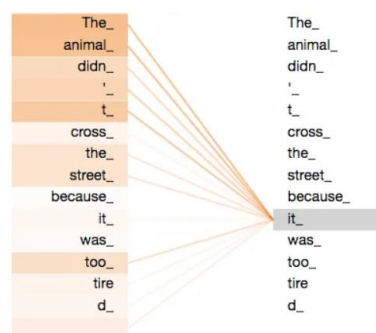 The_ The_
animal_ animal_
didn_ didn_
'_ '_
t_ t_
cross_ cross_
the_ the_
street_ street_
because_ because_
it_ it_
was_ was_
too_ too_
tire tire
d_ d_